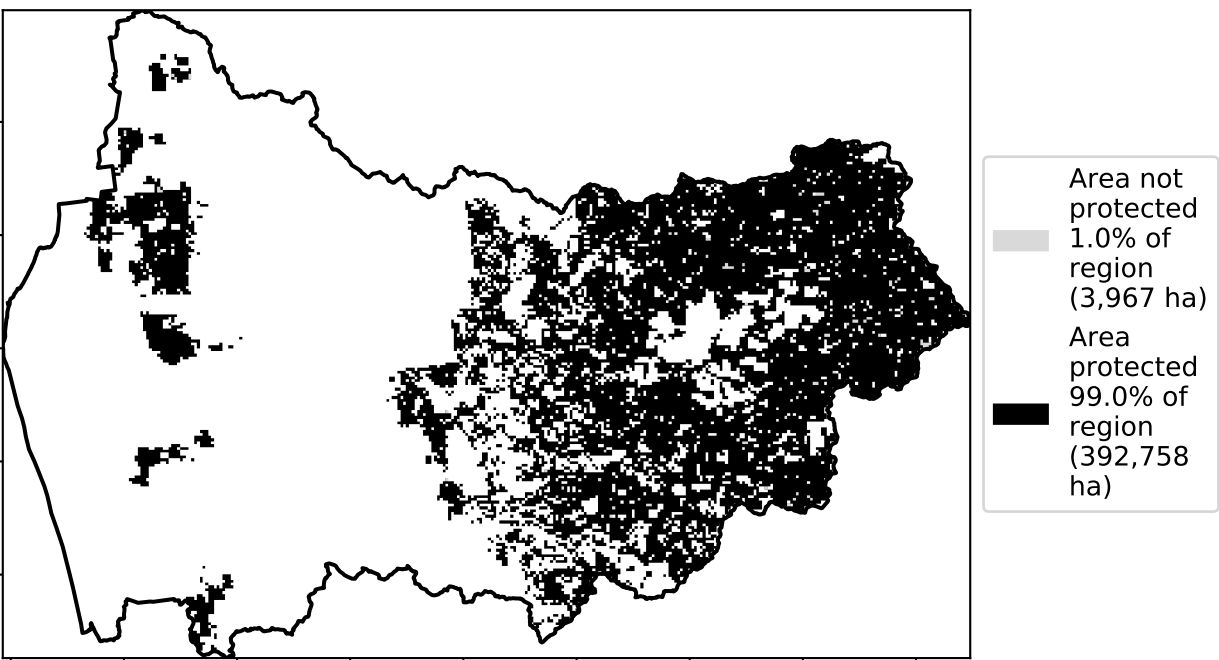 Area not
protected
1.0% of
region
(3,967 ha)
Area
protected
99.0% of
region
(392,758
ha)